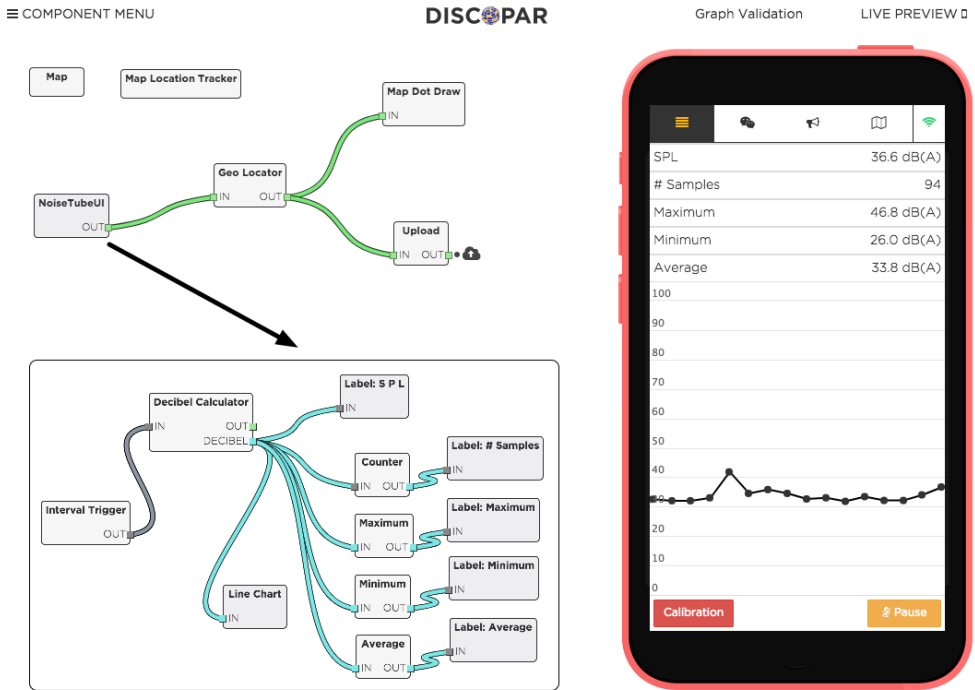 COMPONENT MENU
DISCOPAR
Graph Validation
LIVE PREVIEW
Map
Map Location Tracker
Map Dot Draw
IN
Geo Locator
IN OUT
NoiseTubeUI
OUT
Upload
IN OUT
Label: S P L
IN
Decibel Calculator
IN OUT
DECIBEL
Label: # Samples
IN
Counter
IN OUT
Interval Trigger
OUT
Label: Maximum
IN
Maximum
IN OUT
Label: Minimum
IN
Minimum
IN OUT
Line Chart
IN
Label: Average
IN
Average
IN OUT
SPL 36.6 dB(A)
# Samples 94
Maximum 46.8 dB(A)
Minimum 26.0 dB(A)
Average 33.8 dB(A)
100
90
80
70
60
50
40
30
20
10
0
Calibration
Pause